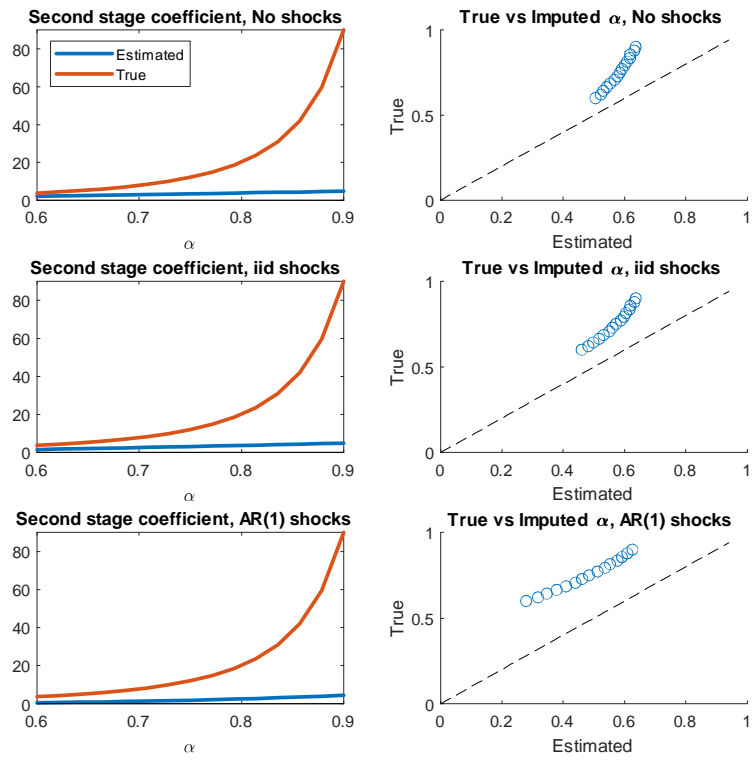 Second stage coefficient, No shocks
80
60
40
20
0
0.6 0.7 0.8 0.9
α
Estimated
True
True vs Imputed α, No shocks
True
1
0.5
0
0 0.2 0.4 0.6 0.8 1
Estimated
Second stage coefficient, iid shocks
80
60
40
20
0
0.6 0.7 0.8 0.9
α
True vs Imputed α, iid shocks
True
1
0.5
0
0 0.2 0.4 0.6 0.8 1
Estimated
Second stage coefficient, AR(1) shocks
80
60
40
20
0
0.6 0.7 0.8 0.9
α
True vs Imputed α, AR(1) shocks
True
1
0.5
0
0 0.2 0.4 0.6 0.8 1
Estimated